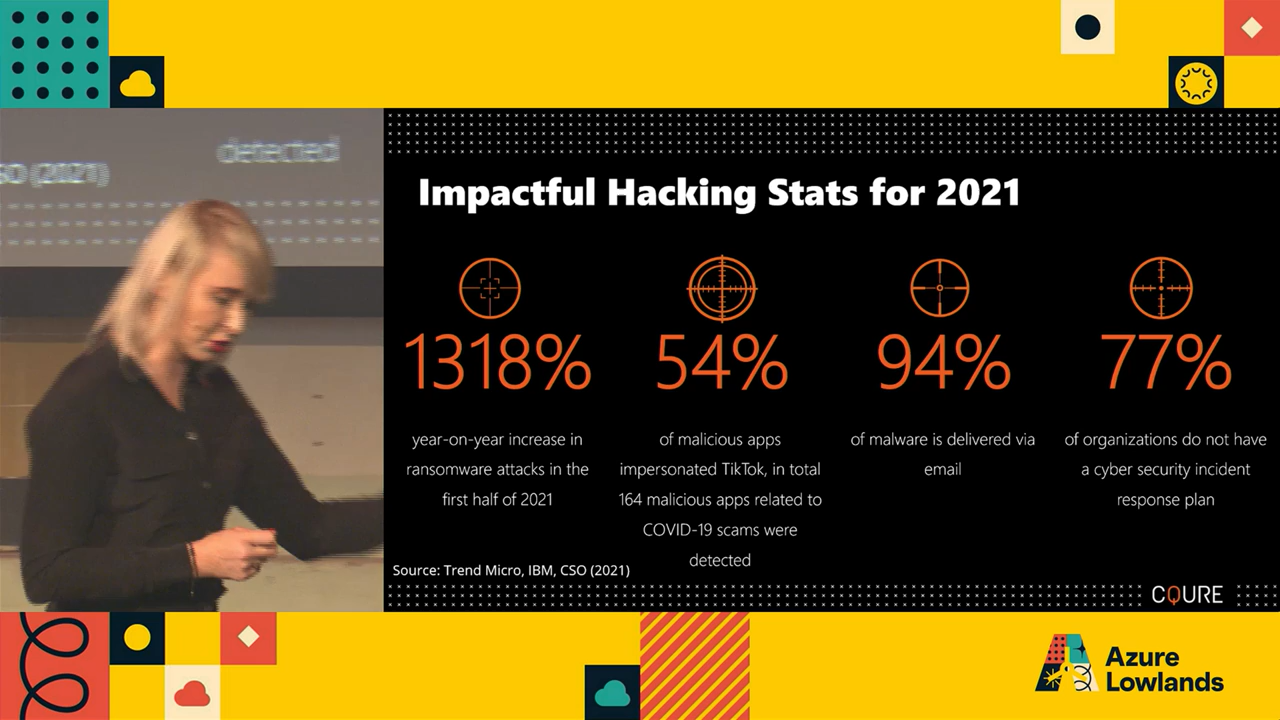 detected
SO (2021)
Impactful Hacking Stats for 2021
1318%
year-on-year increase in
ransomware attacks in the
first half of 2021
54%
of malicious apps
impersonated TikTok, in total
164 malicious apps related to
COVID-19 scams were
detected
94%
of malware is delivered via
email
77%
of organizations do not have
a cyber security incident
response plan
Source: Trend Micro, IBM, CSO (2021)
CQURE
Azure
Lowlands